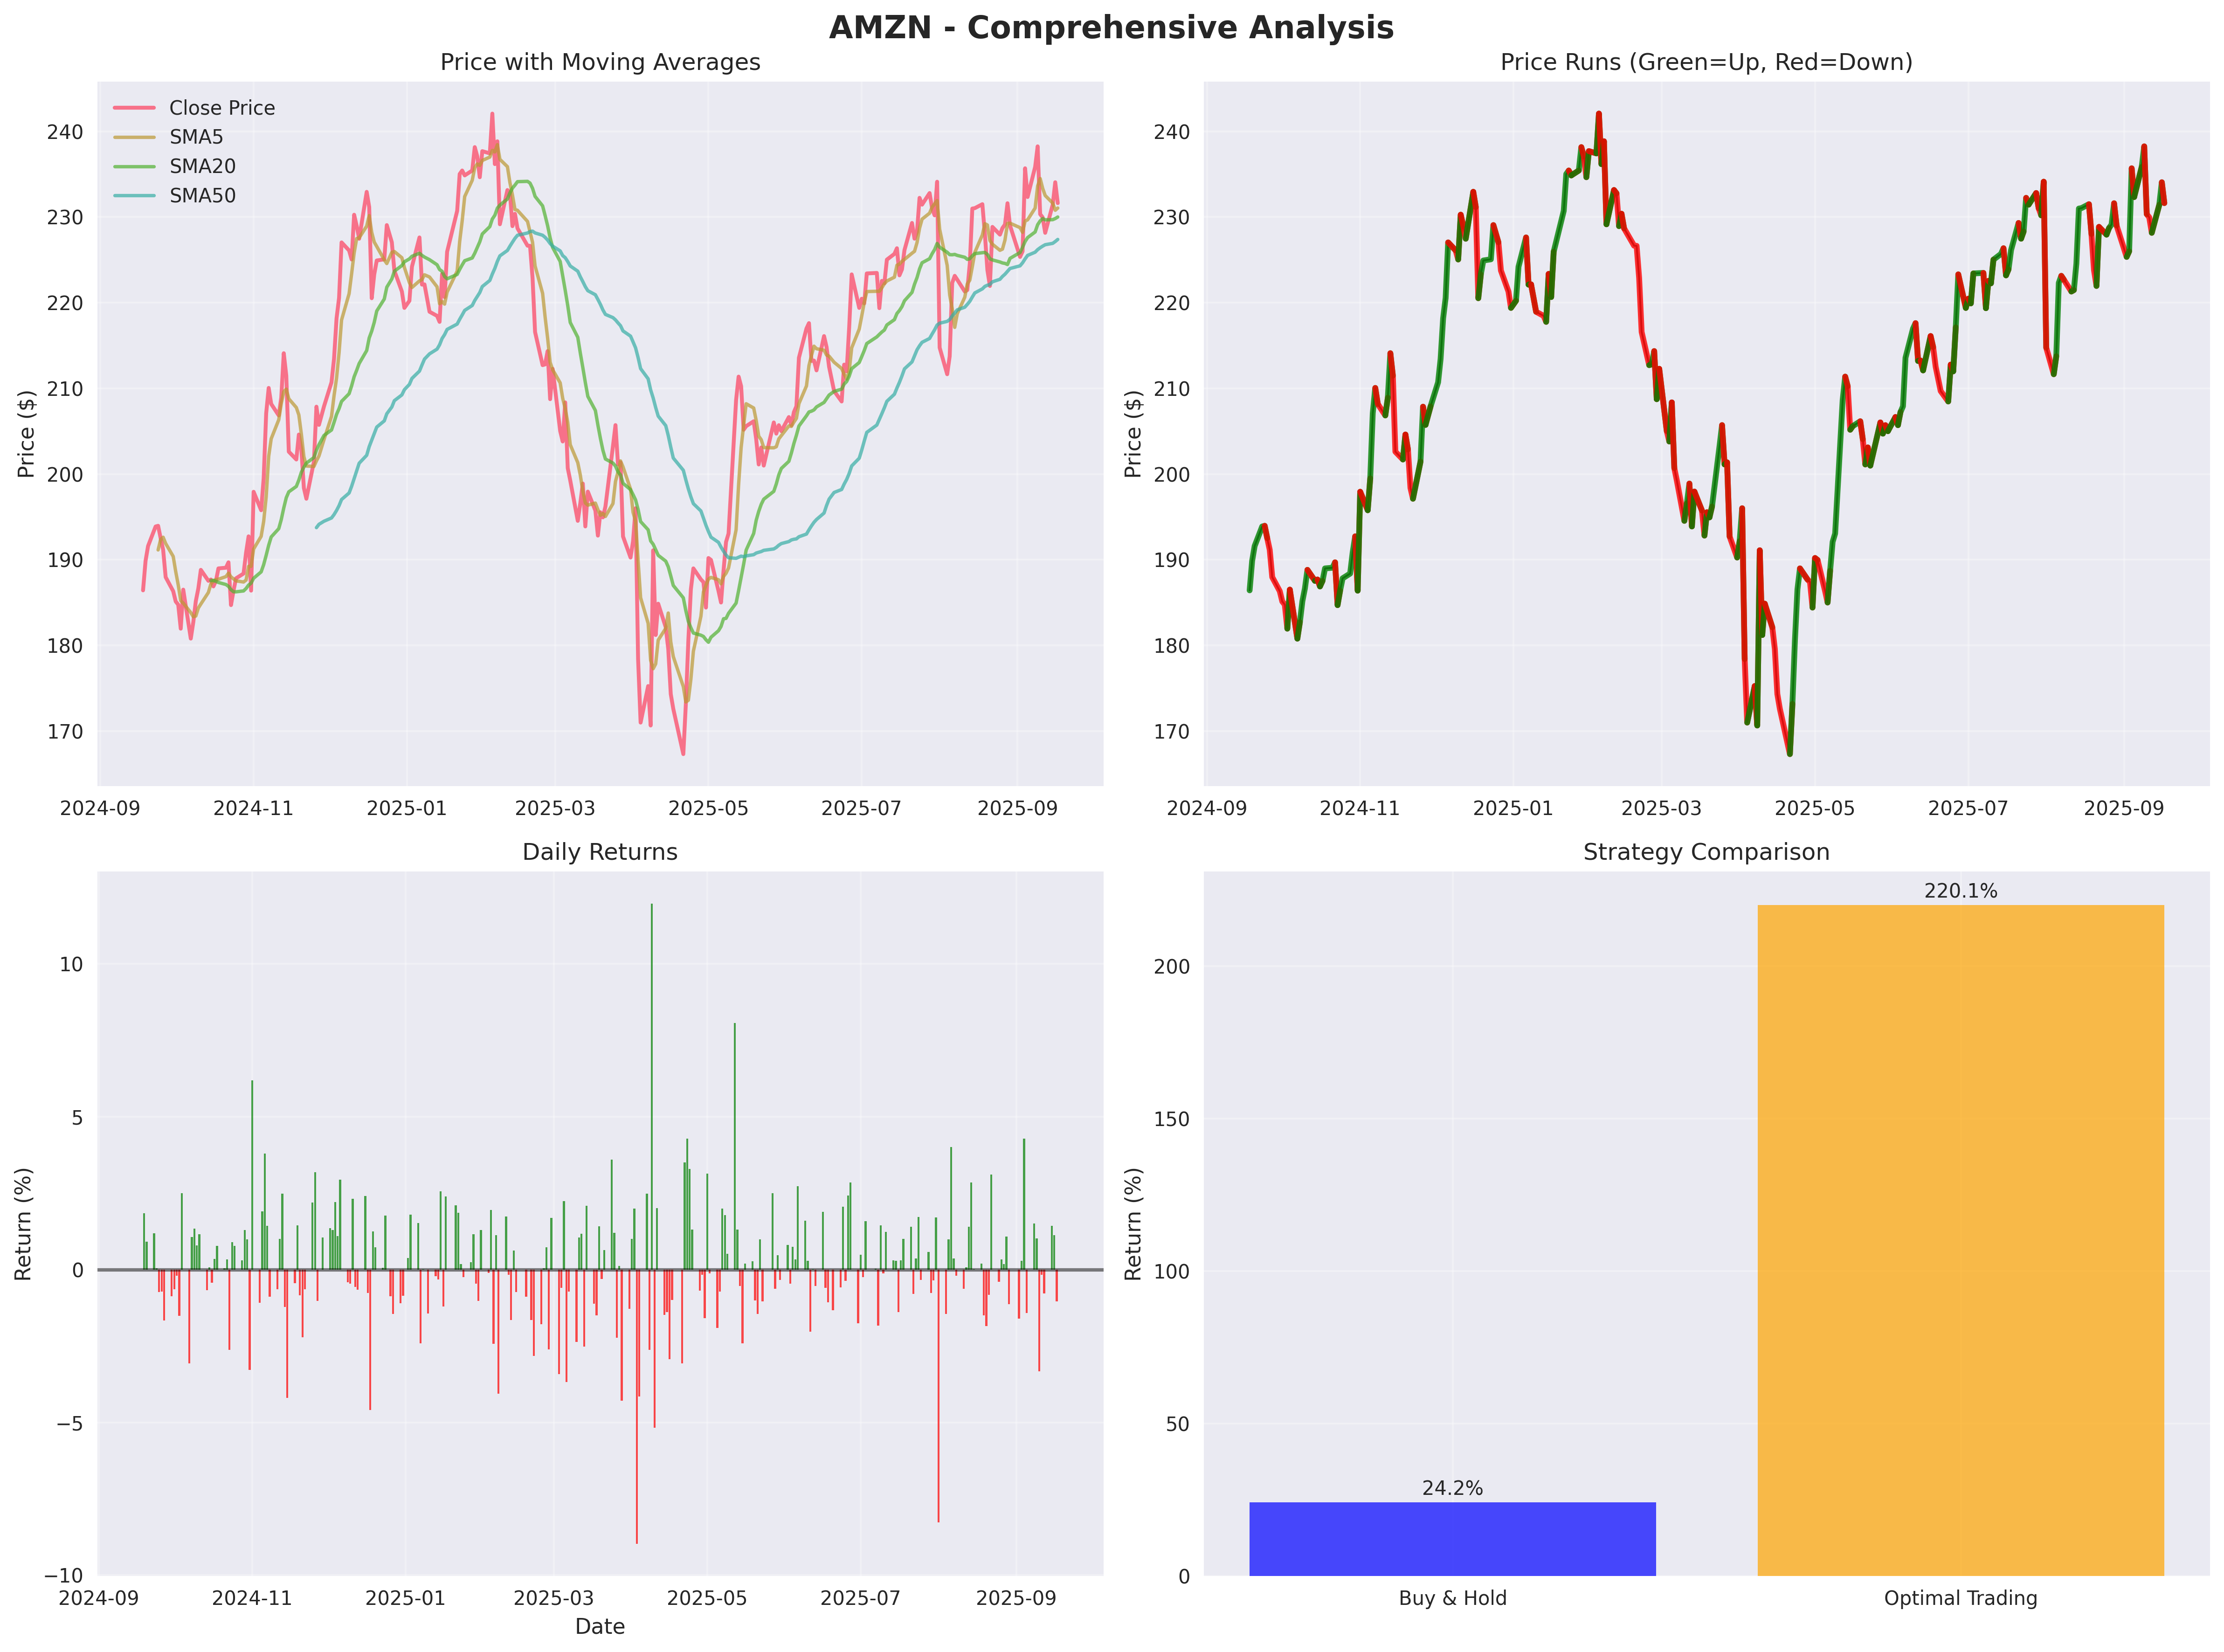 AMZN - Comprehensive Analysis
Price with Moving Averages
Close Price
SMA5
SMA20
SMA50
Price ($)
240
230
220
210
200
190
180
170
2024-09 2024-11 2025-01 2025-03 2025-05 2025-07 2025-09
Price Runs (Green=Up, Red=Down)
Price ($)
240
230
220
210
200
190
180
170
2024-09 2024-11 2025-01 2025-03 2025-05 2025-07 2025-09
Daily Returns
Return (%)
10
5
0
−5
−10
2024-09 2024-11 2025-01 2025-03 2025-05 2025-07 2025-09
Date
Strategy Comparison
Return (%)
200
150
100
50
0
24.2%
220.1%
Buy & Hold Optimal Trading